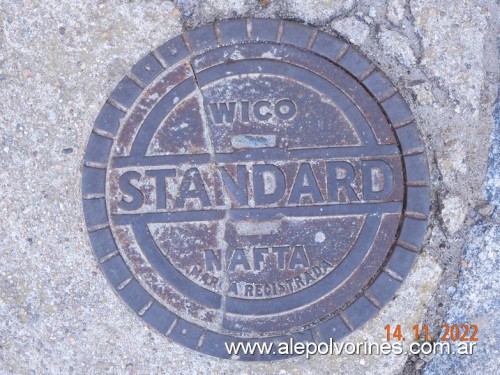 WICO
STANDARD
NAFTA
MARCA REGISTRADA
14 11 2022
www.alepolvorines.com.ar